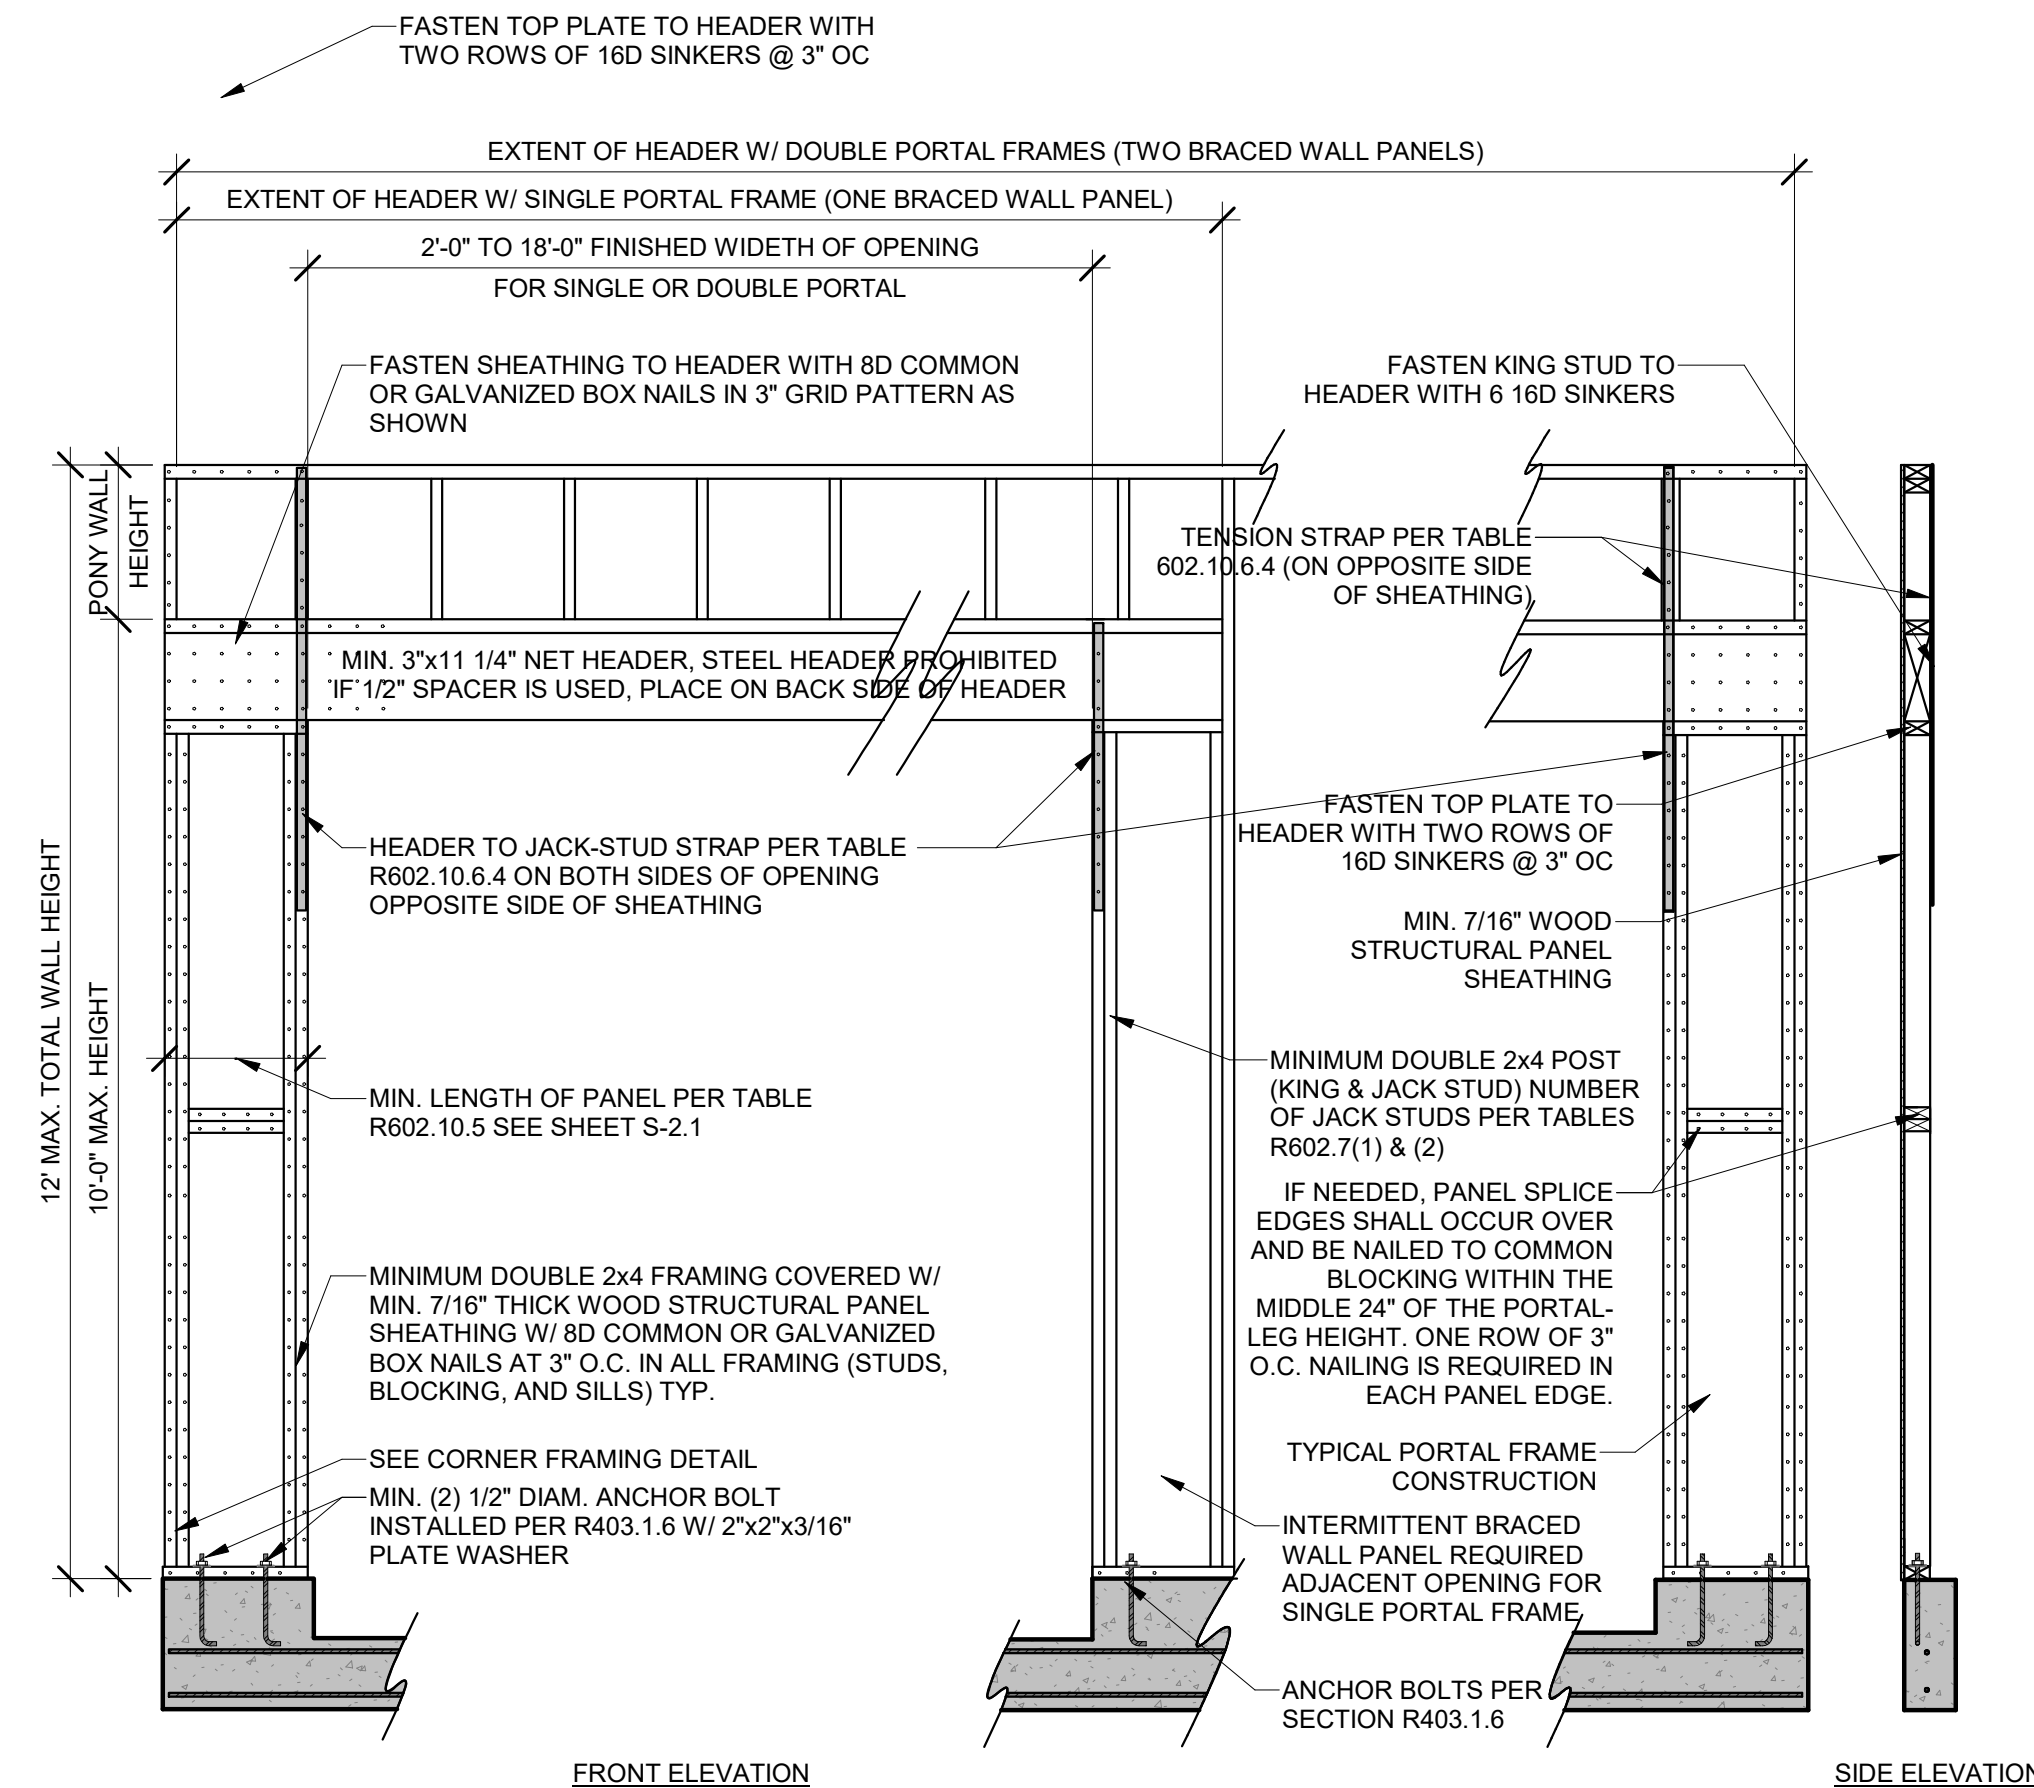 FASTEN TOP PLATE TO HEADER WITH
TWO ROWS OF 16D SINKERS @ 3" OC
EXTENT OF HEADER W/ DOUBLE PORTAL FRAMES (TWO BRACED WALL PANELS)
EXTENT OF HEADER W/ SINGLE PORTAL FRAME (ONE BRACED WALL PANEL)
2'-0" TO 18'-0" FINISHED WIDETH OF OPENING
FOR SINGLE OR DOUBLE PORTAL
FASTEN SHEATHING TO HEADER WITH 8D COMMON
OR GALVANIZED BOX NAILS IN 3" GRID PATTERN AS
SHOWN
FASTEN KING STUD TO
HEADER WITH 6 16D SINKERS
PONY WALL
HEIGHT
TENSION STRAP PER TABLE
602.10.6.4 (ON OPPOSITE SIDE
OF SHEATHING)
MIN. 3"x11 1/4" NET HEADER, STEEL HEADER PROHIBITED
IF 1/2" SPACER IS USED, PLACE ON BACK SIDE OF HEADER
12' MAX. TOTAL WALL HEIGHT
10'-0" MAX. HEIGHT
HEADER TO JACK-STUD STRAP PER TABLE
R602.10.6.4 ON BOTH SIDES OF OPENING
OPPOSITE SIDE OF SHEATHING
FASTEN TOP PLATE TO
HEADER WITH TWO ROWS OF
16D SINKERS @ 3" OC
MIN. 7/16" WOOD
STRUCTURAL PANEL
SHEATHING
MIN. LENGTH OF PANEL PER TABLE
R602.10.5 SEE SHEET S-2.1
MINIMUM DOUBLE 2x4 POST
(KING & JACK STUD) NUMBER
OF JACK STUDS PER TABLES
R602.7(1) & (2)
IF NEEDED, PANEL SPLICE
EDGES SHALL OCCUR OVER
AND BE NAILED TO COMMON
BLOCKING WITHIN THE
MIDDLE 24" OF THE PORTAL-
LEG HEIGHT. ONE ROW OF 3"
O.C. NAILING IS REQUIRED IN
EACH PANEL EDGE.
MINIMUM DOUBLE 2x4 FRAMING COVERED W/
MIN. 7/16" THICK WOOD STRUCTURAL PANEL
SHEATHING W/ 8D COMMON OR GALVANIZED
BOX NAILS AT 3" O.C. IN ALL FRAMING (STUDS,
BLOCKING, AND SILLS) TYP.
SEE CORNER FRAMING DETAIL
MIN. (2) 1/2" DIAM. ANCHOR BOLT
INSTALLED PER R403.1.6 W/ 2"x2"x3/16"
PLATE WASHER
TYPICAL PORTAL FRAME
CONSTRUCTION
INTERMITTENT BRACED
WALL PANEL REQUIRED
ADJACENT OPENING FOR
SINGLE PORTAL FRAME
ANCHOR BOLTS PER
SECTION R403.1.6
FRONT ELEVATION
SIDE ELEVATION